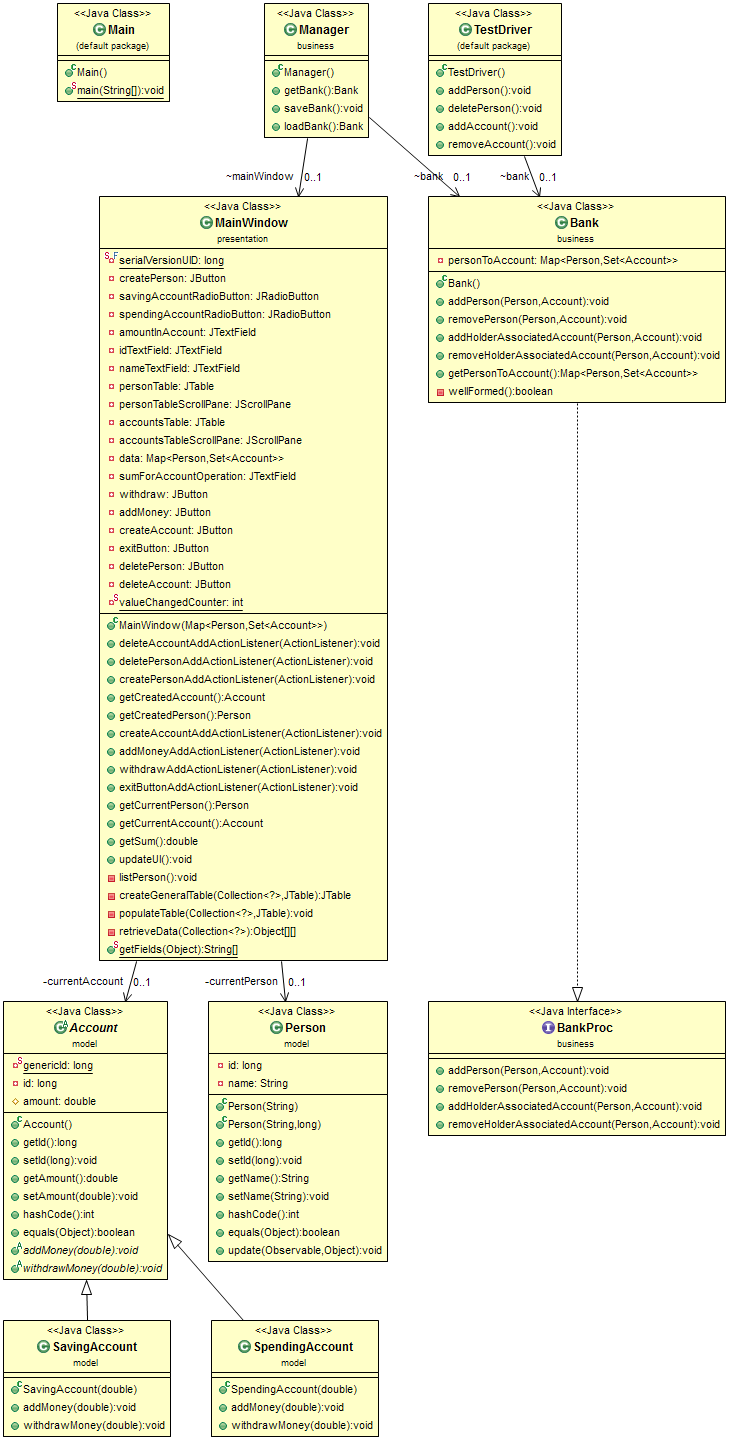 <<Java Class>>
Main
(default package)
Main()
main(String[]):void
<<Java Class>>
Manager
business
Manager()
getBank():Bank
saveBank():void
loadBank():Bank
<<Java Class>>
TestDriver
(default package)
TestDriver()
addPerson():void
deletePerson():void
addAccount():void
removeAccount():void
~mainWindow 0..1
~bank 0..1
~bank 0..1
<<Java Class>>
MainWindow
presentation
serialVersionUID: long
createPerson: JButton
savingAccountRadioButton: JRadioButton
spendingAccountRadioButton: JRadioButton
amountInAccount: JTextField
idTextField: JTextField
nameTextField: JTextField
personTable: JTable
personTableScrollPane: JScrollPane
accountsTable: JTable
accountsTableScrollPane: JScrollPane
data: Map<Person,Set<Account>>
sumForAccountOperation: JTextField
withdraw: JButton
addMoney: JButton
createAccount: JButton
exitButton: JButton
deletePerson: JButton
deleteAccount: JButton
valueChangedCounter: int
MainWindow(Map<Person,Set<Account>>)
deleteAccountAddActionListener(ActionListener):void
deletePersonAddActionListener(ActionListener):void
createPersonAddActionListener(ActionListener):void
getCreatedAccount():Account
getCreatedPerson():Person
createAccountAddActionListener(ActionListener):void
addMoneyAddActionListener(ActionListener):void
withdrawAddActionListener(ActionListener):void
exitButtonAddActionListener(ActionListener):void
getCurrentPerson():Person
getCurrentAccount():Account
getSum():double
updateUI():void
listPerson():void
createGeneralTable(Collection<?>,JTable):JTable
populateTable(Collection<?>,JTable):void
retrieveData(Collection<?>):Object[][]
getFields(Object):String[]
<<Java Class>>
Bank
business
personToAccount: Map<Person,Set<Account>>
Bank()
addPerson(Person,Account):void
removePerson(Person,Account):void
addHolderAssociatedAccount(Person,Account):void
removeHolderAssociatedAccount(Person,Account):void
getPersonToAccount():Map<Person,Set<Account>>
wellFormed():boolean
-currentAccount 0..1
-currentPerson 0..1
<<Java Class>>
Account
model
genericId: long
id: long
amount: double
Account()
getId():long
setId(long):void
getAmount():double
setAmount(double):void
hashCode():int
equals(Object):boolean
addMoney(double):void
withdrawMoney(double):void
<<Java Class>>
Person
model
id: long
name: String
Person(String)
Person(String,long)
getId():long
setId(long):void
getName():String
setName(String):void
hashCode():int
equals(Object):boolean
update(Observable,Object):void
<<Java Interface>>
BankProc
business
addPerson(Person,Account):void
removePerson(Person,Account):void
addHolderAssociatedAccount(Person,Account):void
removeHolderAssociatedAccount(Person,Account):void
<<Java Class>>
SavingAccount
model
SavingAccount(double)
addMoney(double):void
withdrawMoney(double):void
<<Java Class>>
SpendingAccount
model
SpendingAccount(double)
addMoney(double):void
withdrawMoney(double):void